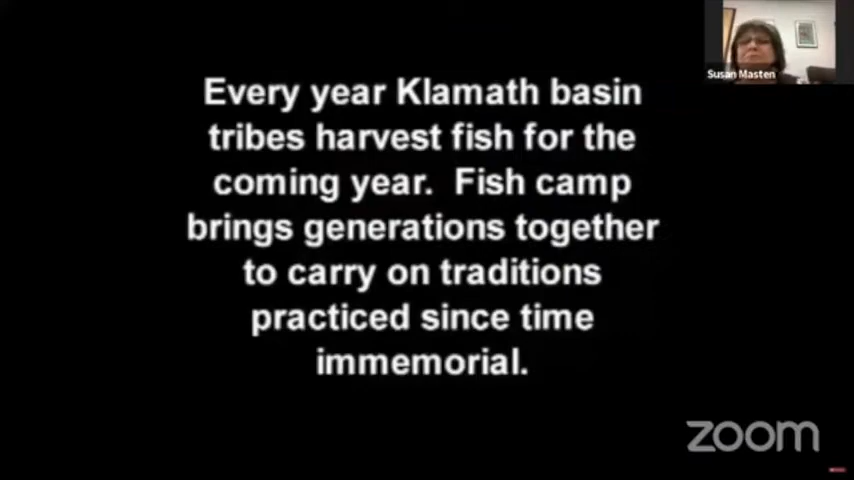 Susan Masten
Every year Klamath basin
tribes harvest fish for the
coming year. Fish camp
brings generations together
to carry on traditions
practiced since time
immemorial.
zoom